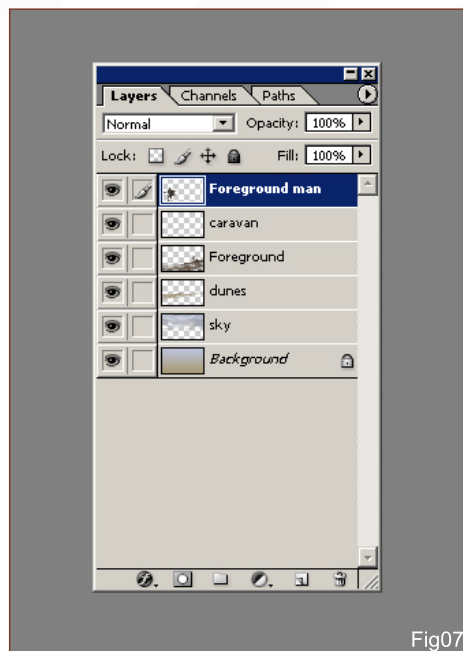 Layers Channels Paths
Normal Opacity: 100%
Lock: Fill: 100%
Foreground man
caravan
Foreground
dunes
sky
Background
Fig07